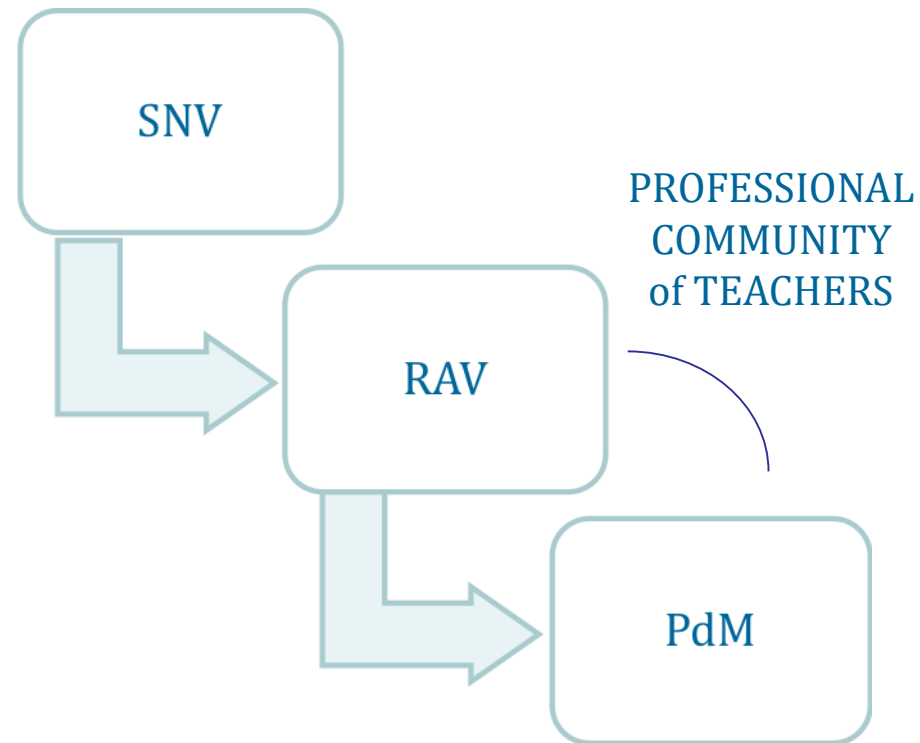 SNV
PROFESSIONAL
COMMUNITY
of TEACHERS
RAV
PdM